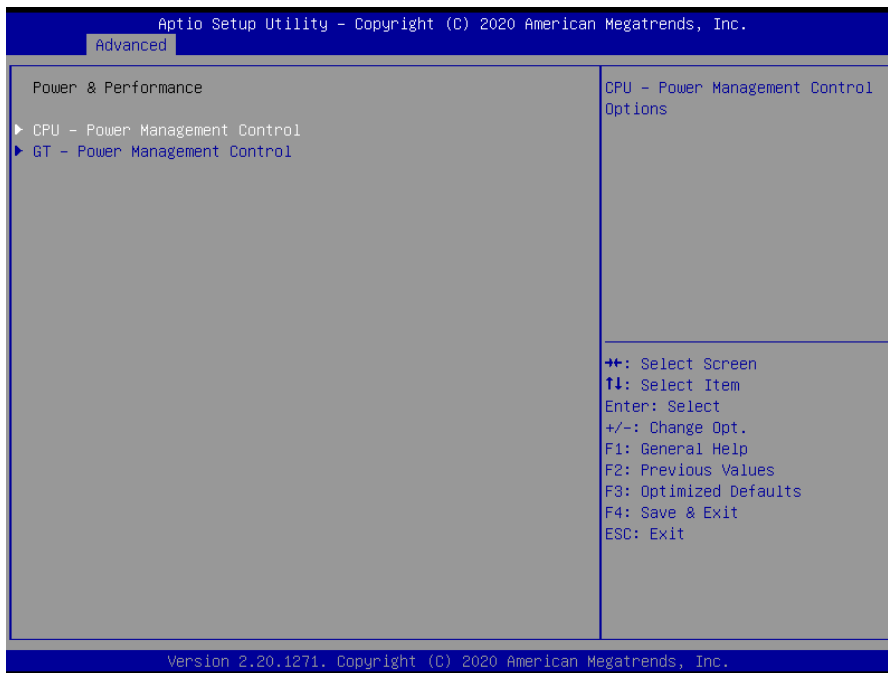 Aptio Setup Utility – Copyright (C) 2020 American Megatrends, Inc.
Advanced
Power & Performance
▶ CPU – Power Management Control
▶ GT – Power Management Control
CPU – Power Management Control
Options
→←: Select Screen
↑↓: Select Item
Enter: Select
+/-: Change Opt.
F1: General Help
F2: Previous Values
F3: Optimized Defaults
F4: Save & Exit
ESC: Exit
Version 2.20.1271. Copyright (C) 2020 American Megatrends, Inc.